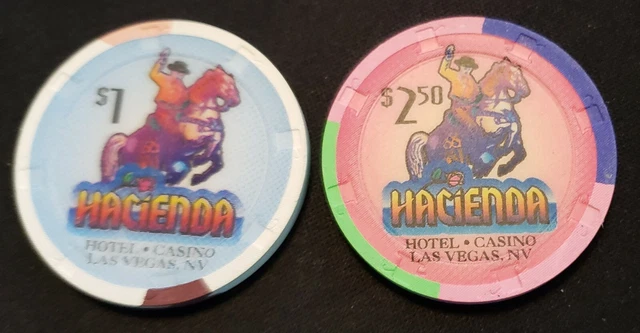 $1
HACiENDA
HOTEL • CASINO
LAS VEGAS, NV
$2.50
HACiENDA
HOTEL • CASINO
LAS VEGAS, NV